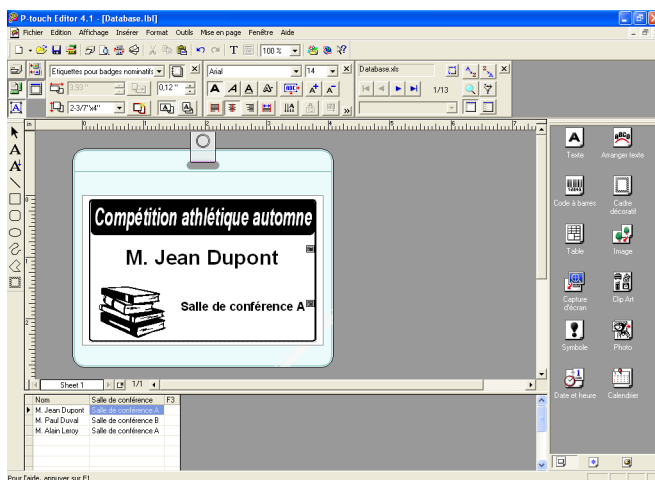 P-touch Editor 4.1 - [Database.lbl]
Fichier Edition Affichage Insérer Format Outils Mise en page Fenêtre Aide
100 %
Etiquettes pour badges nominatifs
Arial
14
Database.xls
3.93"
0,12 "
1/13
2-3/7"x4"
Compétition athlétique automne
M. Jean Dupont
Salle de conférence A
Texte
Arranger texte
Code à barres
Cadre décoratif
Table
Image
Capture d'écran
Clip Art
Symbole
Photo
Date et heure
Calendrier
Sheet 1
1/1
Nom Salle de conférence F3
M. Jean Dupont Salle de conférence A
M. Paul Duval Salle de conférence B
M. Alain Leroy Salle de conférence A
Pour l'aide, appuyer sur F1